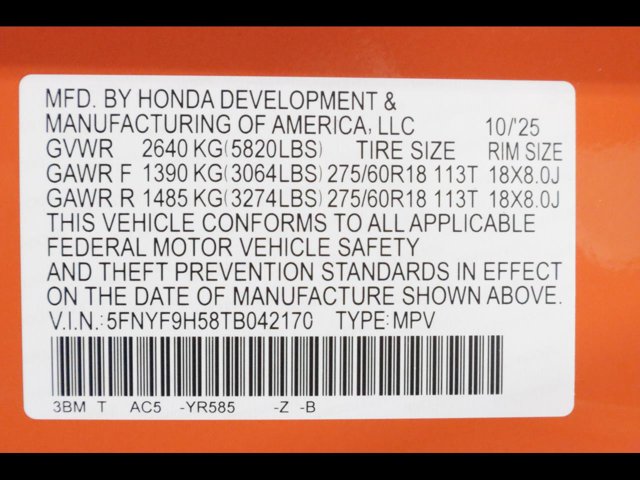 MFD. BY HONDA DEVELOPMENT &
MANUFACTURING OF AMERICA, LLC 10/'25
GVWR 2640 KG(5820LBS) TIRE SIZE RIM SIZE
GAWR F 1390 KG(3064LBS) 275/60R18 113T 18X8.0J
GAWR R 1485 KG(3274LBS) 275/60R18 113T 18X8.0J
THIS VEHICLE CONFORMS TO ALL APPLICABLE
FEDERAL MOTOR VEHICLE SAFETY
AND THEFT PREVENTION STANDARDS IN EFFECT
ON THE DATE OF MANUFACTURE SHOWN ABOVE.
V.I.N.:5FNYF9H58TB042170 TYPE:MPV
3BM T AC5 -YR585 -Z -B